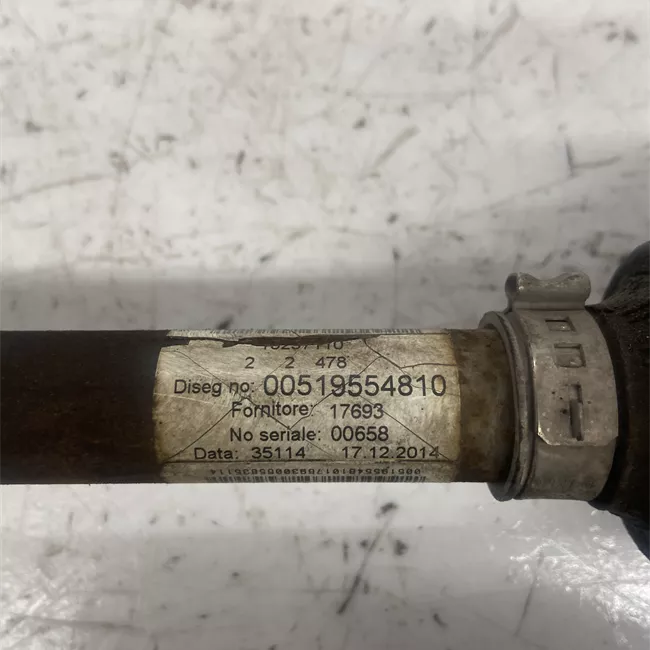 2 2 478
Diseg no: 00519554810
Fornitore: 17693
No seriale: 00658
Data: 35114 17.12.2014